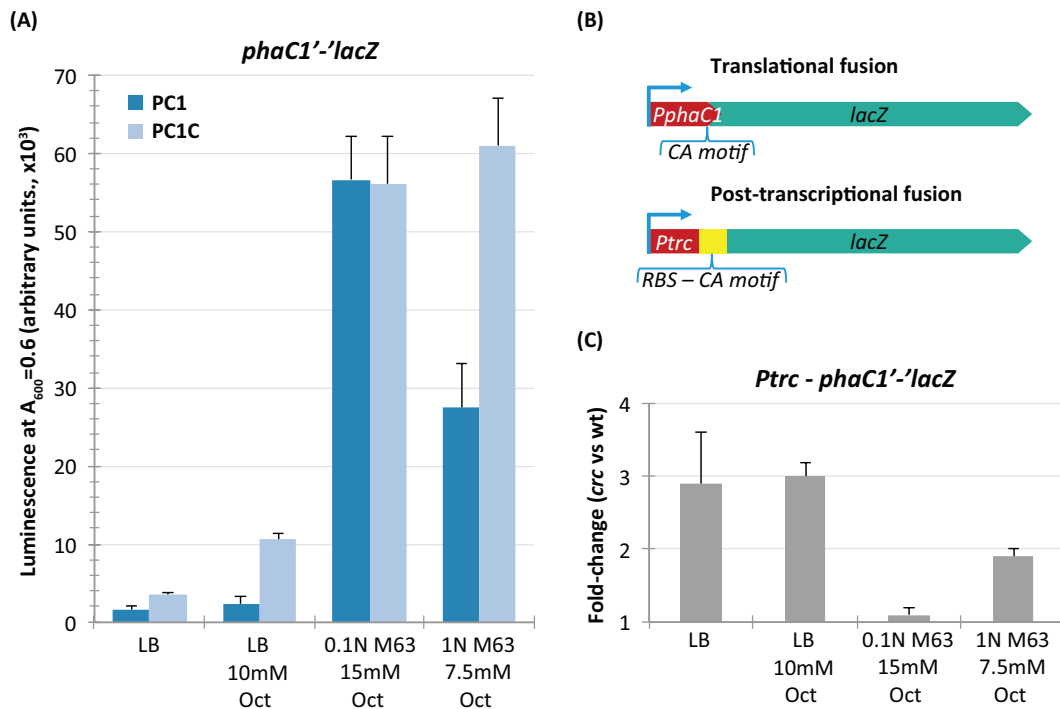 (A)
phaC1'-'lacZ
Luminescence at A600=0.6 (arbitrary units., x10³)
70
60
50
40
30
20
10
0
PC1
PC1C
LB
LB
10mM
Oct
0.1N M63
15mM
Oct
1N M63
7.5mM
Oct
(B)
Translational fusion
PphaC1
lacZ
CA motif
Post-transcriptional fusion
Ptrc
lacZ
RBS – CA motif
(C)
Ptrc - phaC1'-'lacZ
Fold-change (crc vs wt)
4
3
2
1
LB
LB
10mM
Oct
0.1N M63
15mM
Oct
1N M63
7.5mM
Oct